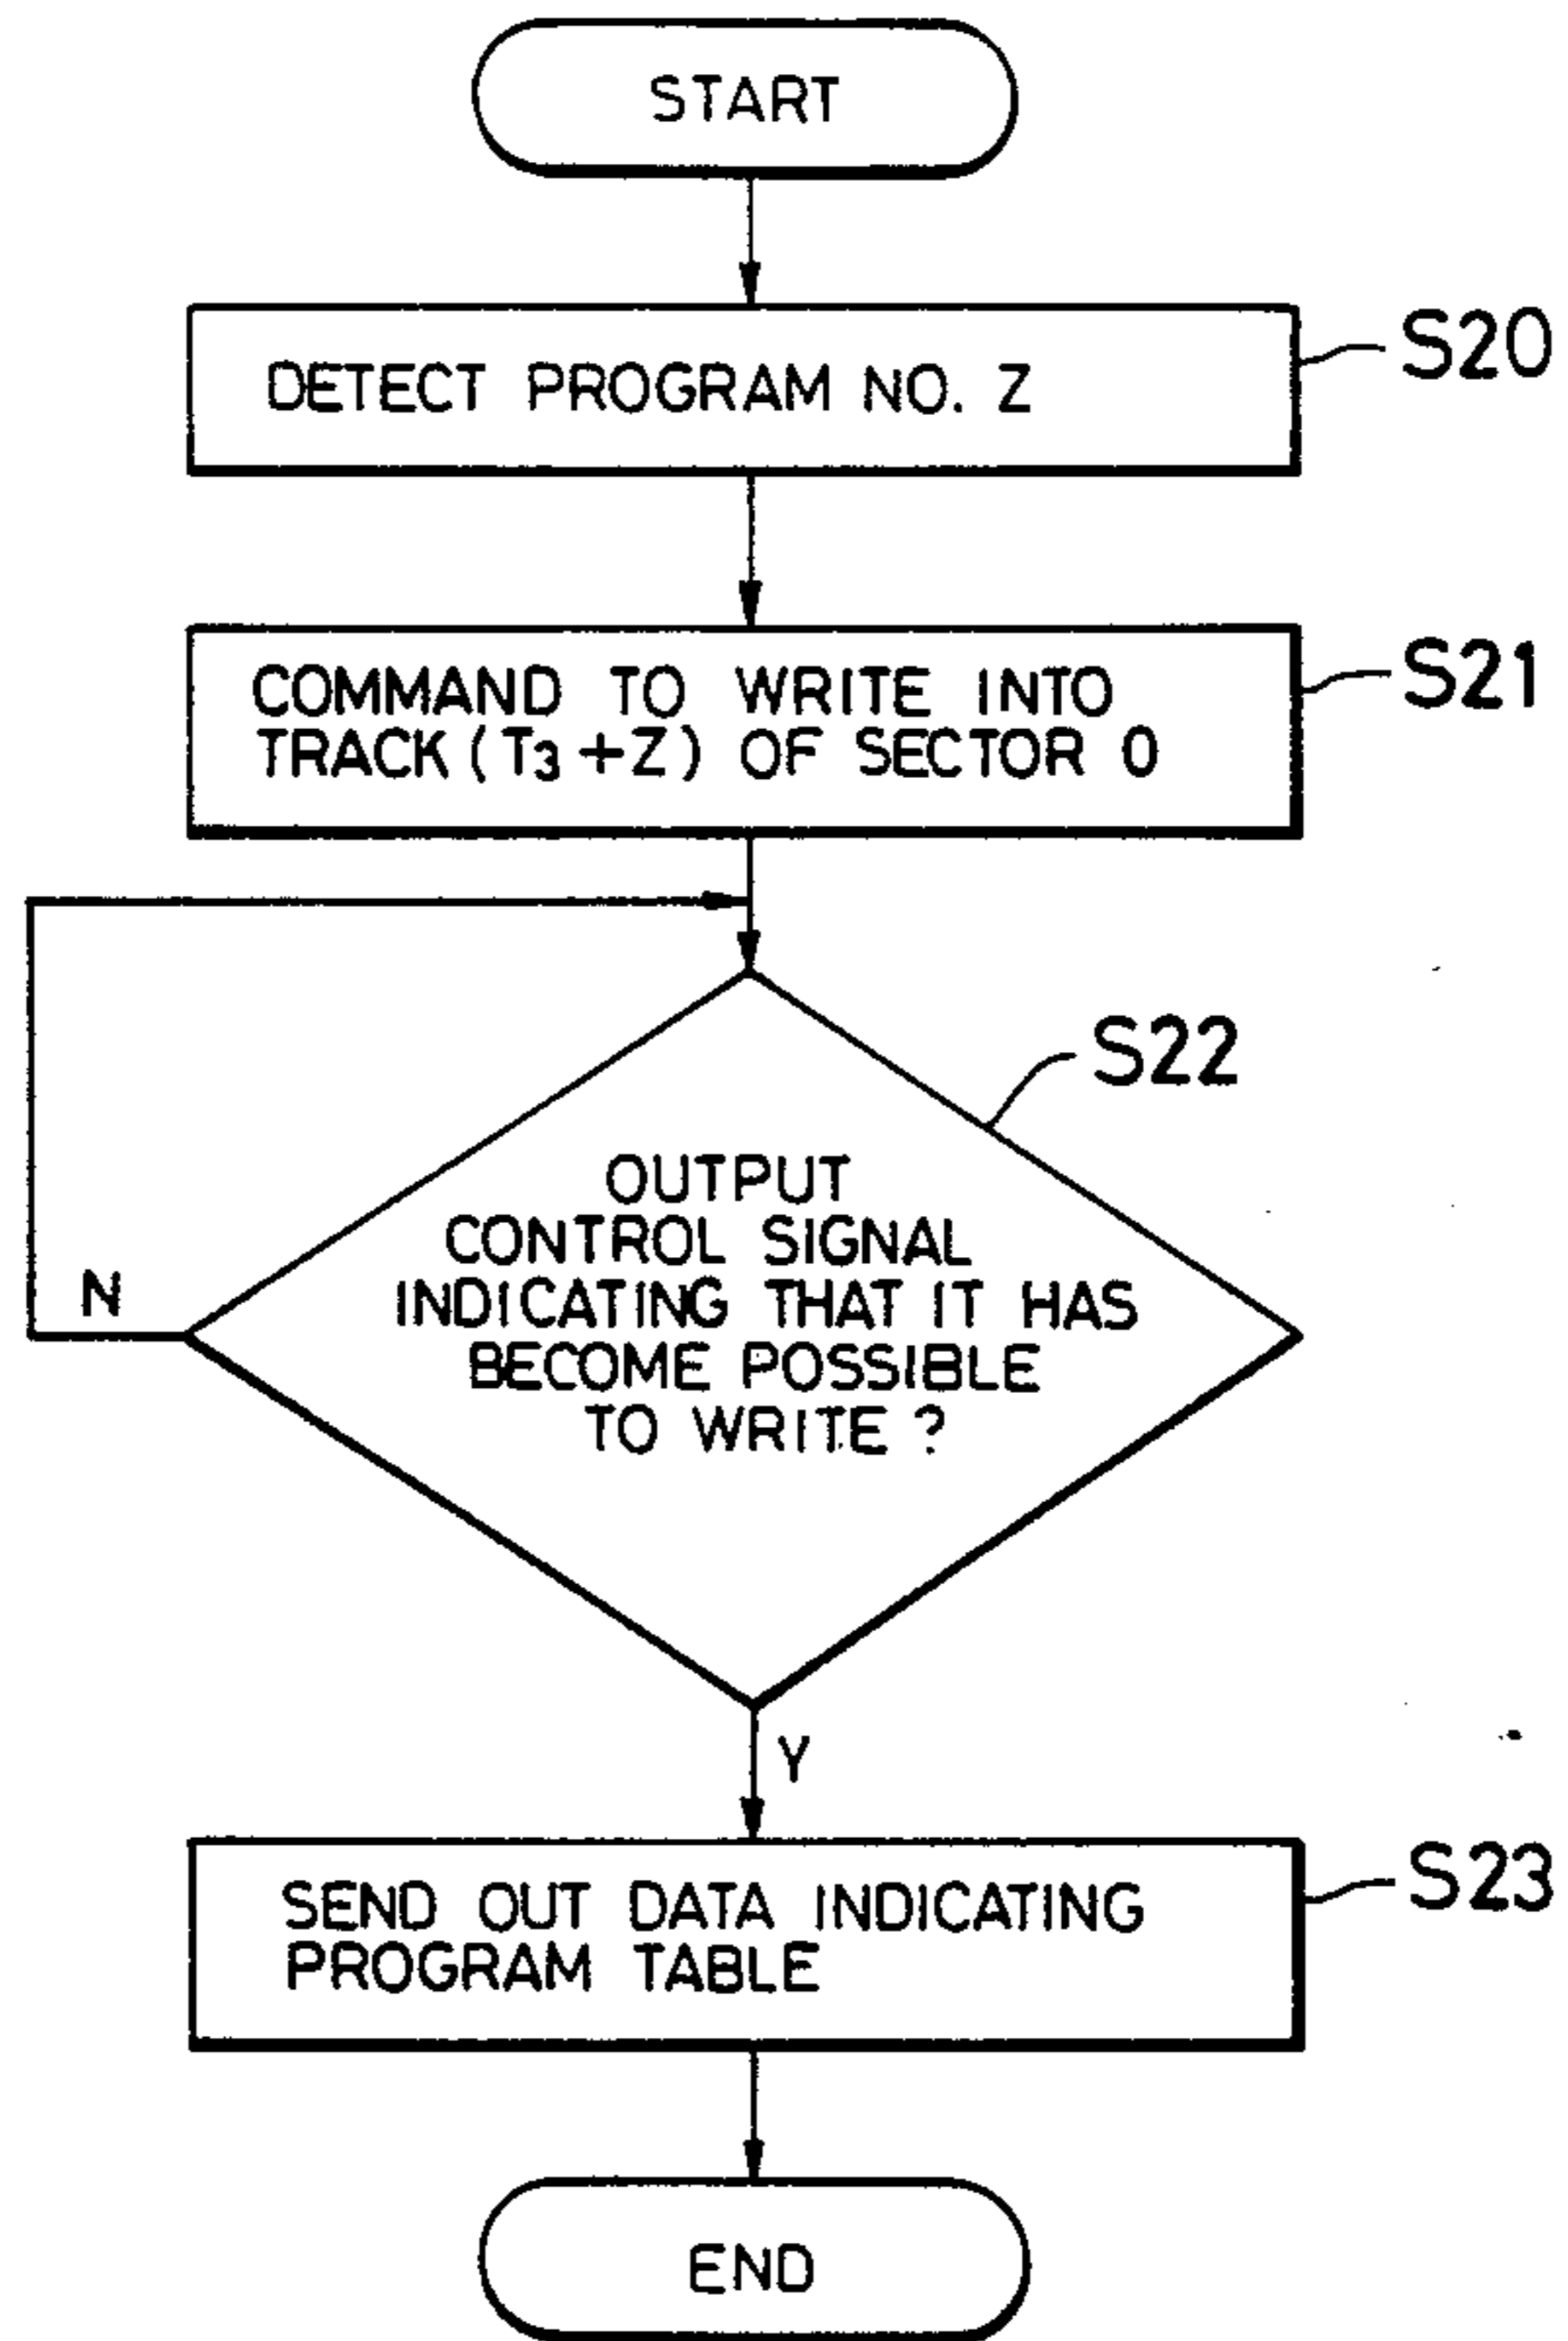 START
DETECT PROGRAM NO. Z
S20
COMMAND TO WRITE INTO
TRACK (T3+Z) OF SECTOR 0
S21
S22
OUTPUT
CONTROL SIGNAL
INDICATING THAT IT HAS
BECOME POSSIBLE
TO WRITE ?
N
Y
SEND OUT DATA INDICATING
PROGRAM TABLE
S23
END